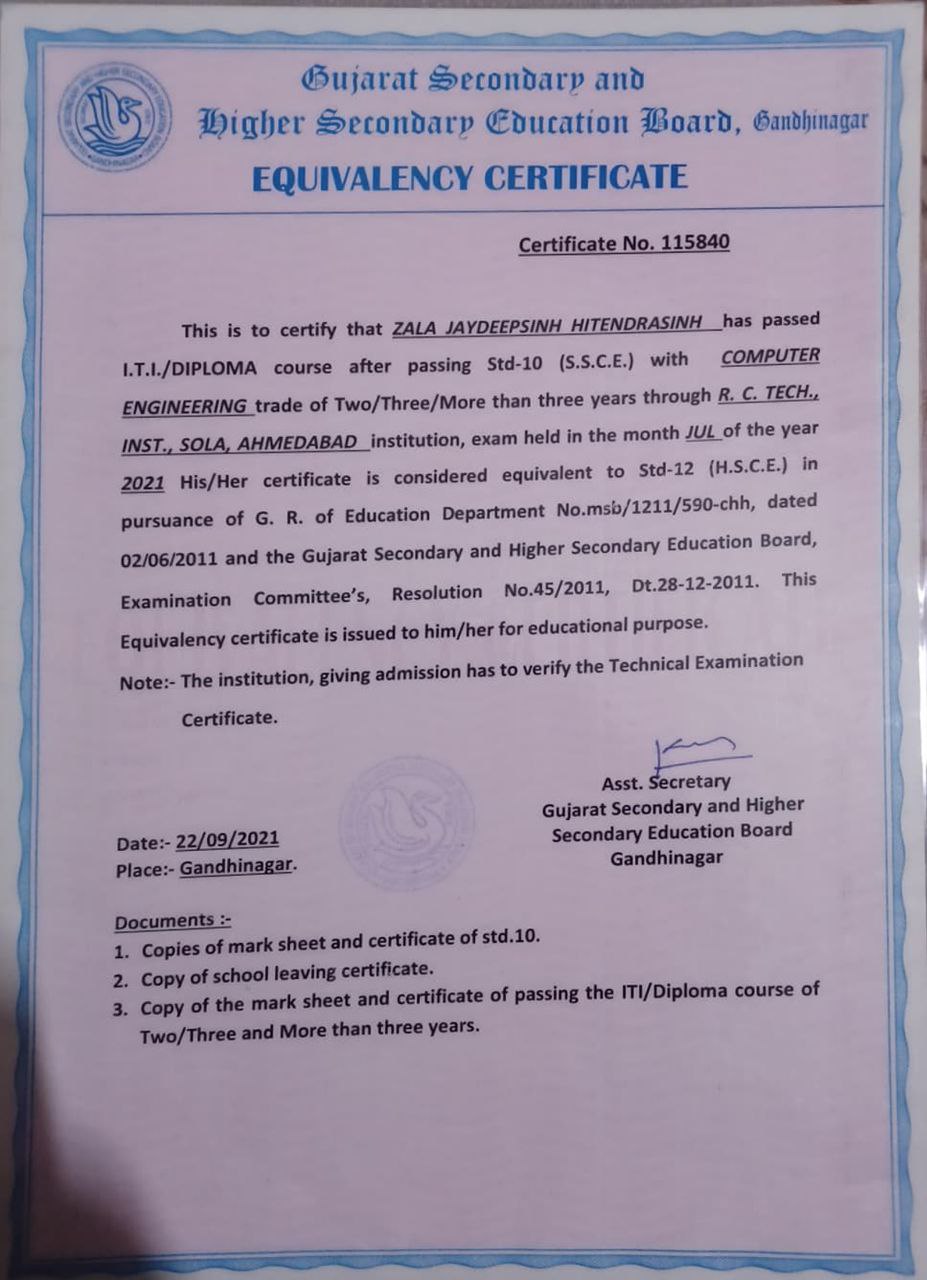 Gujarat Secondary and
Higher Secondary Education Board, Gandhinagar
EQUIVALENCY CERTIFICATE
Certificate No. 115840
This is to certify that ZALA JAYDEEPSINH HITENDRASINH has passed
I.T.I./DIPLOMA course after passing Std-10 (S.S.C.E.) with COMPUTER
ENGINEERING trade of Two/Three/More than three years through R. C. TECH.,
INST., SOLA, AHMEDABAD institution, exam held in the month JUL of the year
2021 His/Her certificate is considered equivalent to Std-12 (H.S.C.E.) in
pursuance of G. R. of Education Department No.msb/1211/590-chh, dated
02/06/2011 and the Gujarat Secondary and Higher Secondary Education Board,
Examination Committee's, Resolution No.45/2011, Dt.28-12-2011. This
Equivalency certificate is issued to him/her for educational purpose.
Note:- The institution, giving admission has to verify the Technical Examination
Certificate.
Asst. Secretary
Gujarat Secondary and Higher
Secondary Education Board
Gandhinagar
Date:- 22/09/2021
Place:- Gandhinagar.
Documents :-
1. Copies of mark sheet and certificate of std.10.
2. Copy of school leaving certificate.
3. Copy of the mark sheet and certificate of passing the ITI/Diploma course of
Two/Three and More than three years.